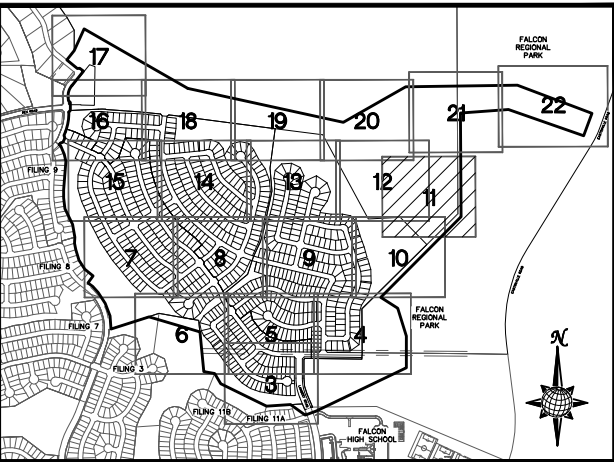 FALCON
REGIONAL
PARK
17
22
21
16
18
19
20
FILING 9
15
14
13
12
11
7
8
9
10
FILING 8
FALCON
REGIONAL
PARK
FILING 7
6
5
4
N
FILING 3
3
FILING 11B
FILING 11A
FALCON
HIGH SCHOOL